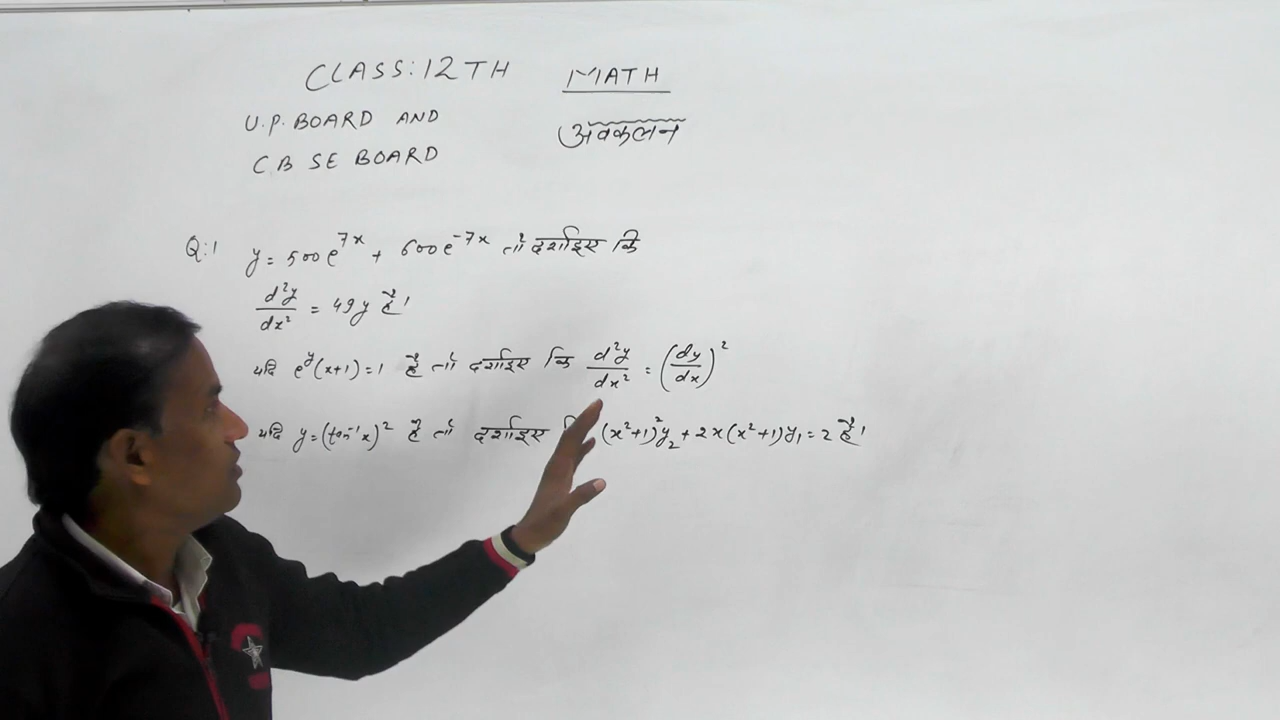 CLASS: 12TH MATH
U.P. BOARD AND
C.B SE BOARD
अवकलन
Q:1 y = 500e^7x + 600e^-7x तो दर्शाइए कि
d²y/dx² = 49y है।
यदि e^y(x+1)=1 है तो दर्शाइए कि d²y/dx² = (dy/dx)²
यदि y=(tan⁻¹x)² है तो दर्शाइए (x²+1)²y₂+2x(x²+1)y₁=2 है।